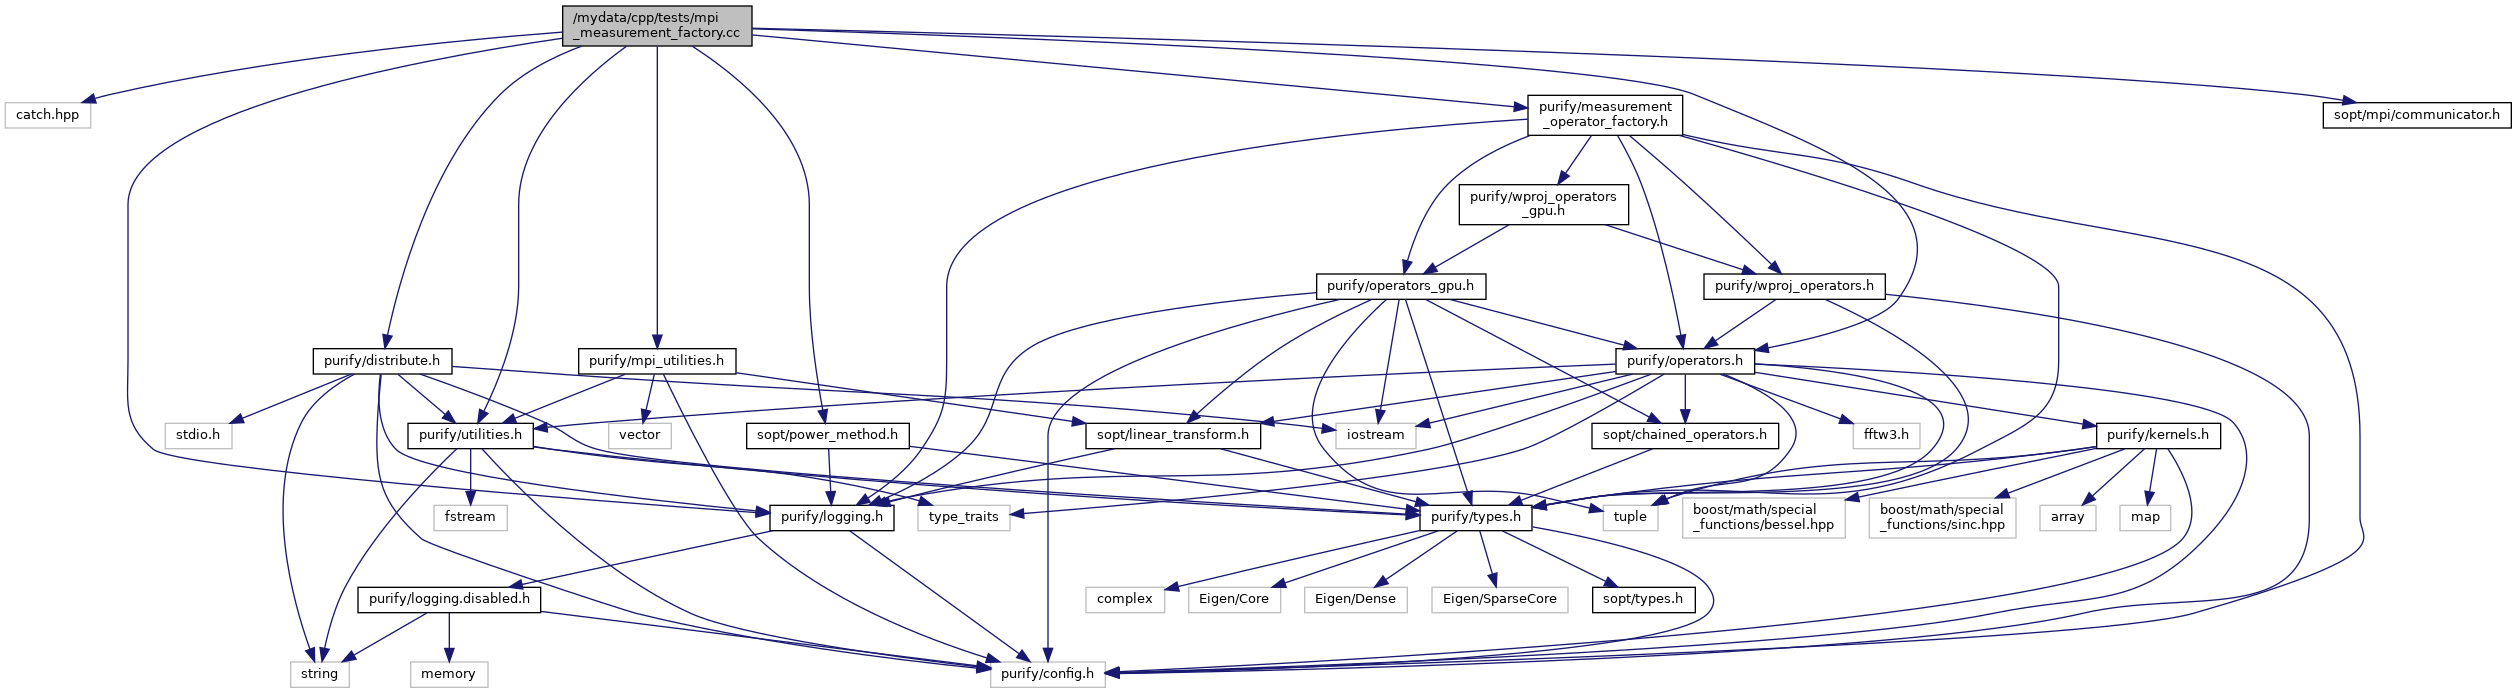 /mydata/cpp/tests/mpi
_measurement_factory.cc
catch.hpp
purify/measurement
_operator_factory.h
sopt/mpi/communicator.h
purify/wproj_operators
_gpu.h
purify/operators_gpu.h
purify/wproj_operators.h
purify/distribute.h
purify/mpi_utilities.h
purify/operators.h
stdio.h
purify/utilities.h
vector
sopt/power_method.h
iostream
sopt/linear_transform.h
sopt/chained_operators.h
fftw3.h
purify/kernels.h
fstream
purify/logging.h
type_traits
purify/types.h
tuple
boost/math/special
_functions/bessel.hpp
boost/math/special
_functions/sinc.hpp
array
map
purify/logging.disabled.h
complex
Eigen/Core
Eigen/Dense
Eigen/SparseCore
sopt/types.h
string
memory
purify/config.h